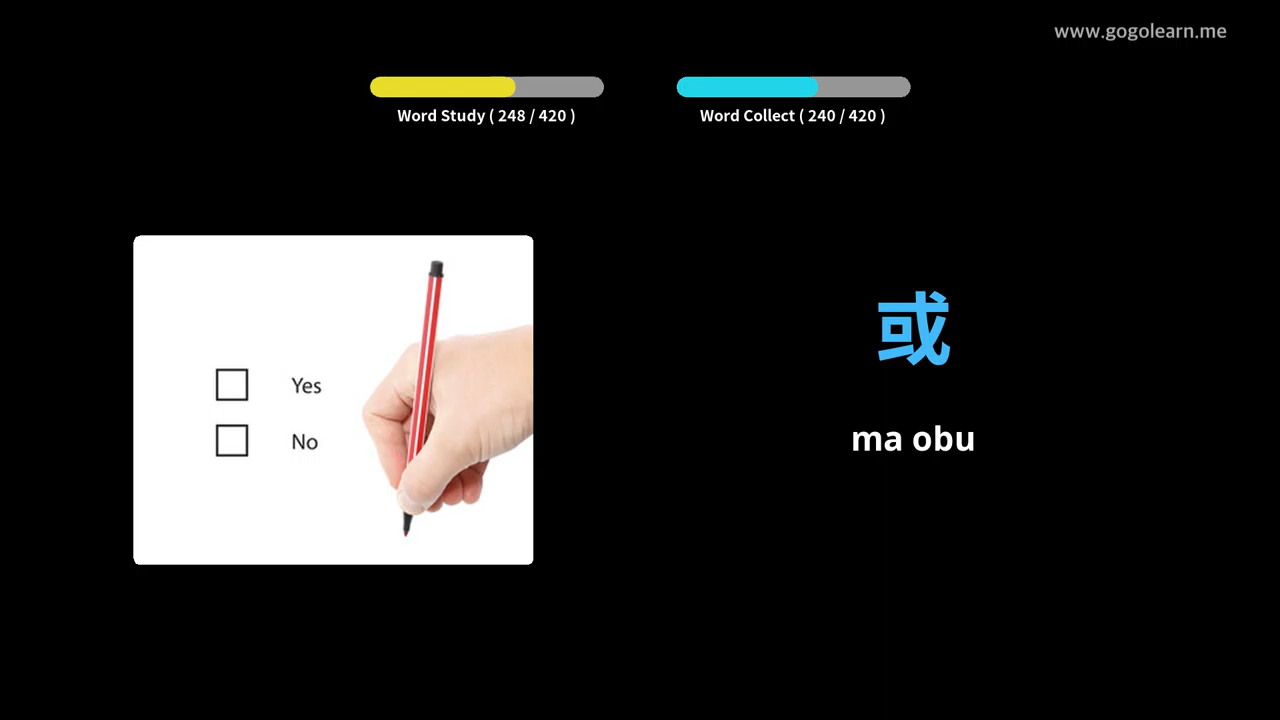 www.gogolearn.me
Word Study ( 248 / 420 )
Word Collect ( 240 / 420 )
Yes
No
或
ma obu